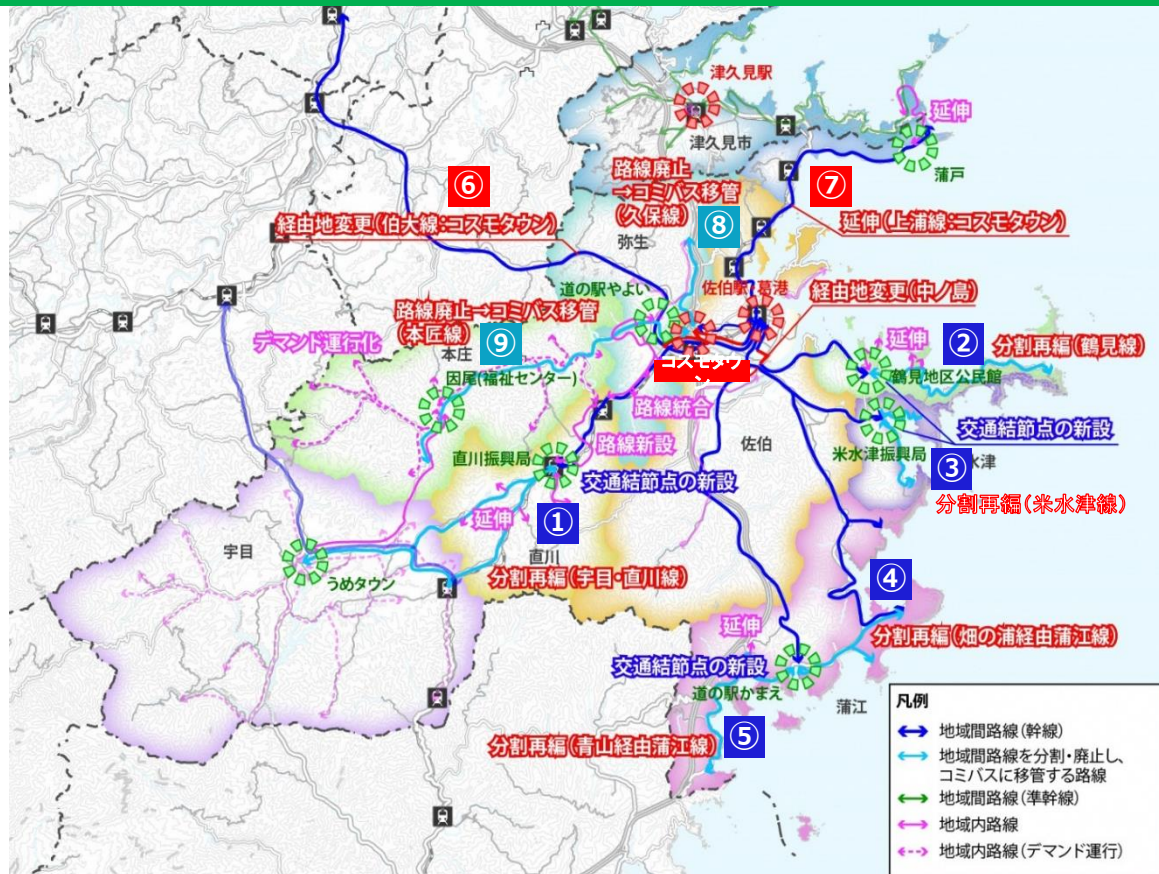 津久見駅
延伸
津久見市
蒲戸
路線廃止
→コミバス移管
(久保線)
⑥
⑦
⑧
経由地変更(伯大線:コスモタウン)
延伸(上浦線:コスモタウン)
弥生
道の駅やよい
佐伯駅・葛港
経由地変更(中ノ島)
路線廃止→コミバス移管
(本匠線)
⑨
デマンド運行化
本庄
因尾(福祉センター)
コスモタウン
延伸
②
分割再編(鶴見線)
鶴見地区公民館
路線統合
路線新設
佐伯
交通結節点の新設
直川振興局
米水津振興局
水津
③
交通結節点の新設
分割再編(米水津線)
延伸
①
宇目
直川
うめタウン
分割再編(宇目・直川線)
④
延伸
分割再編(畑の浦経由蒲江線)
交通結節点の新設
道の駅かまえ
蒲江
⑤
分割再編(青山経由蒲江線)
凡例
地域間路線(幹線)
地域間路線を分割・廃止し、
コミバスに移管する路線
地域間路線(準幹線)
地域内路線
地域内路線(デマンド運行)